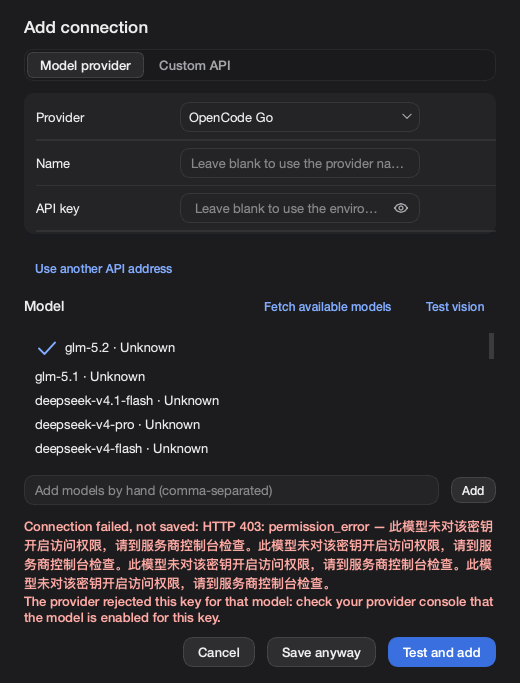 Add connection
Model provider
Custom API
Provider
OpenCode Go
Name
Leave blank to use the provider na…
API key
Leave blank to use the enviro…
Use another API address
Model
Fetch available models
Test vision
glm-5.2 · Unknown
glm-5.1 · Unknown
deepseek-v4.1-flash · Unknown
deepseek-v4-pro · Unknown
deepseek-v4-flash · Unknown
Add models by hand (comma-separated)
Add
Connection failed, not saved: HTTP 403: permission_error — 此模型未对该密钥
开启访问权限，请到服务商控制台检查。此模型未对该密钥开启访问权限，请到服
务商控制台检查。此模型未对该密钥开启访问权限，请到服务商控制台检查。此模
型未对该密钥开启访问权限，请到服务商控制台检查。
The provider rejected this key for that model: check your provider console that
the model is enabled for this key.
Cancel
Save anyway
Test and add